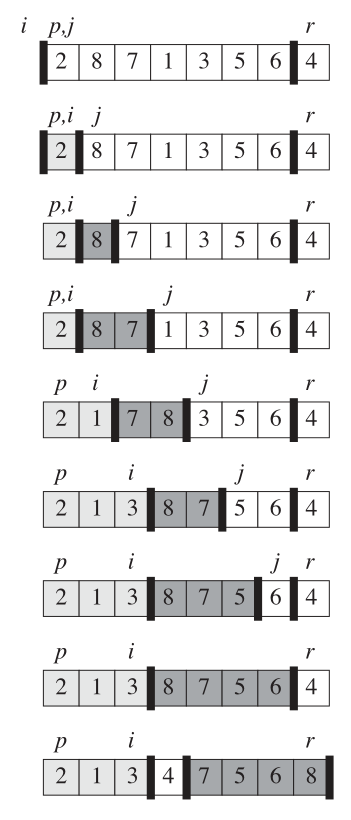 i p,j r
2 8 7 1 3 5 6 4
p,i j r
2 8 7 1 3 5 6 4
p,i j r
2 8 7 1 3 5 6 4
p,i j r
2 8 7 1 3 5 6 4
p i j r
2 1 7 8 3 5 6 4
p i j r
2 1 3 8 7 5 6 4
p i j r
2 1 3 8 7 5 6 4
p i r
2 1 3 8 7 5 6 4
p i r
2 1 3 4 7 5 6 8